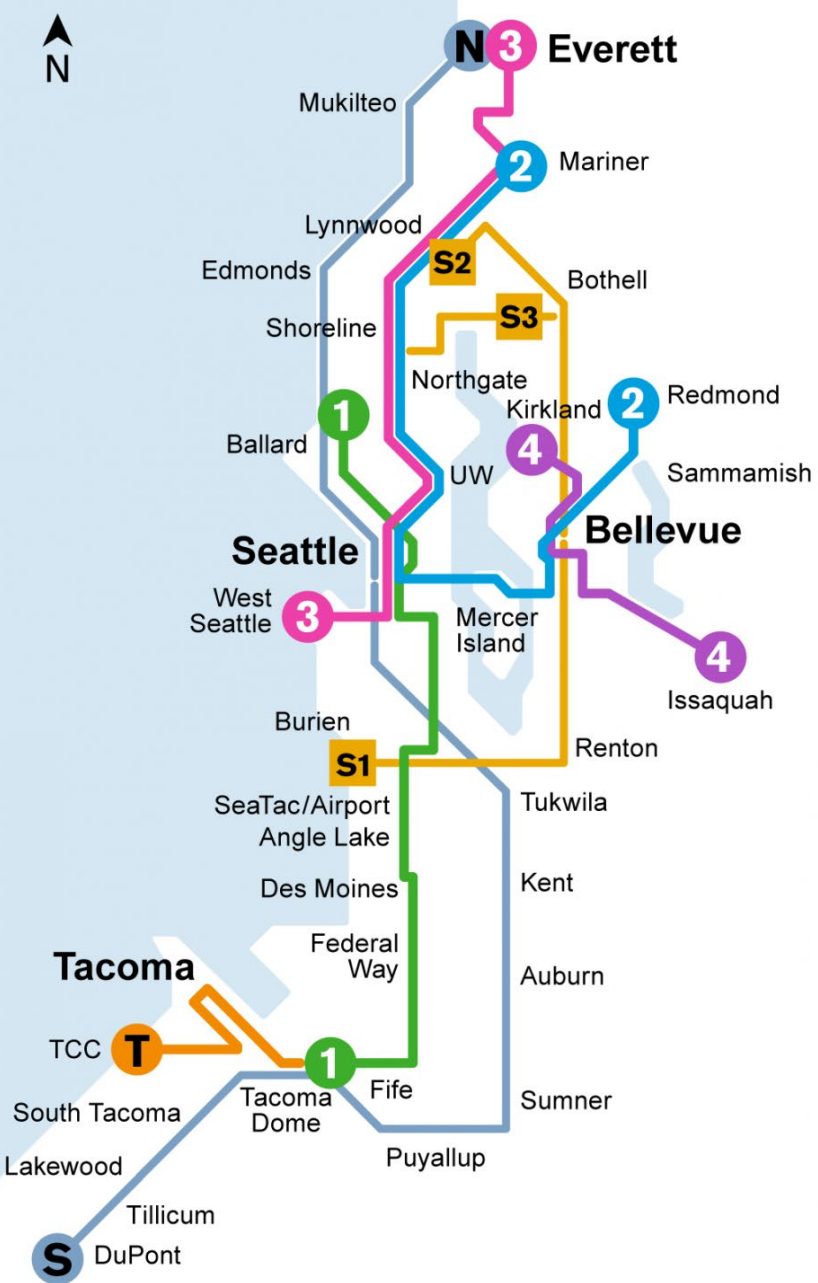 N
N
3
Everett
Mukilteo
2
Mariner
Lynnwood
S2
Edmonds
Bothell
Shoreline
S3
Northgate
1
Kirkland
2
Redmond
Ballard
4
UW
Sammamish
Seattle
Bellevue
West
Seattle
3
Mercer
Island
4
Issaquah
Burien
S1
Renton
SeaTac/Airport
Tukwila
Angle Lake
Des Moines
Kent
Federal
Way
Auburn
Tacoma
TCC
T
1
Fife
Tacoma
Dome
South Tacoma
Sumner
Puyallup
Lakewood
Tillicum
S
DuPont